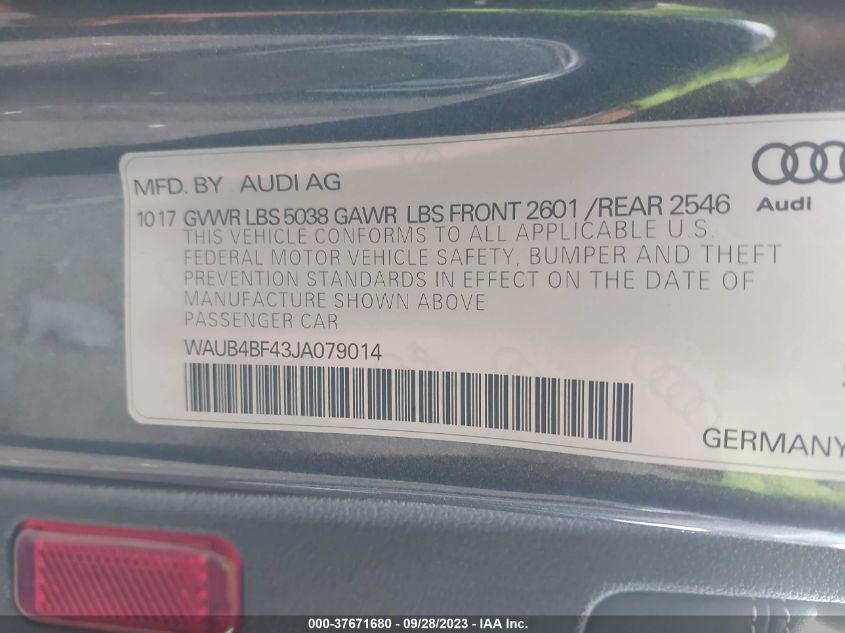 MFD. BY AUDI AG
10 17 GVWR LBS 5038 GAWR LBS FRONT 2601 /REAR 2546
Audi
THIS VEHICLE CONFORMS TO ALL APPLICABLE U.S.
FEDERAL MOTOR VEHICLE SAFETY, BUMPER AND THEFT
PREVENTION STANDARDS IN EFFECT ON THE DATE OF
MANUFACTURE SHOWN ABOVE
PASSENGER CAR
WAUB4BF43JA079014
GERMANY
000-37671680 / 09/28/2023 - IAA Inc.